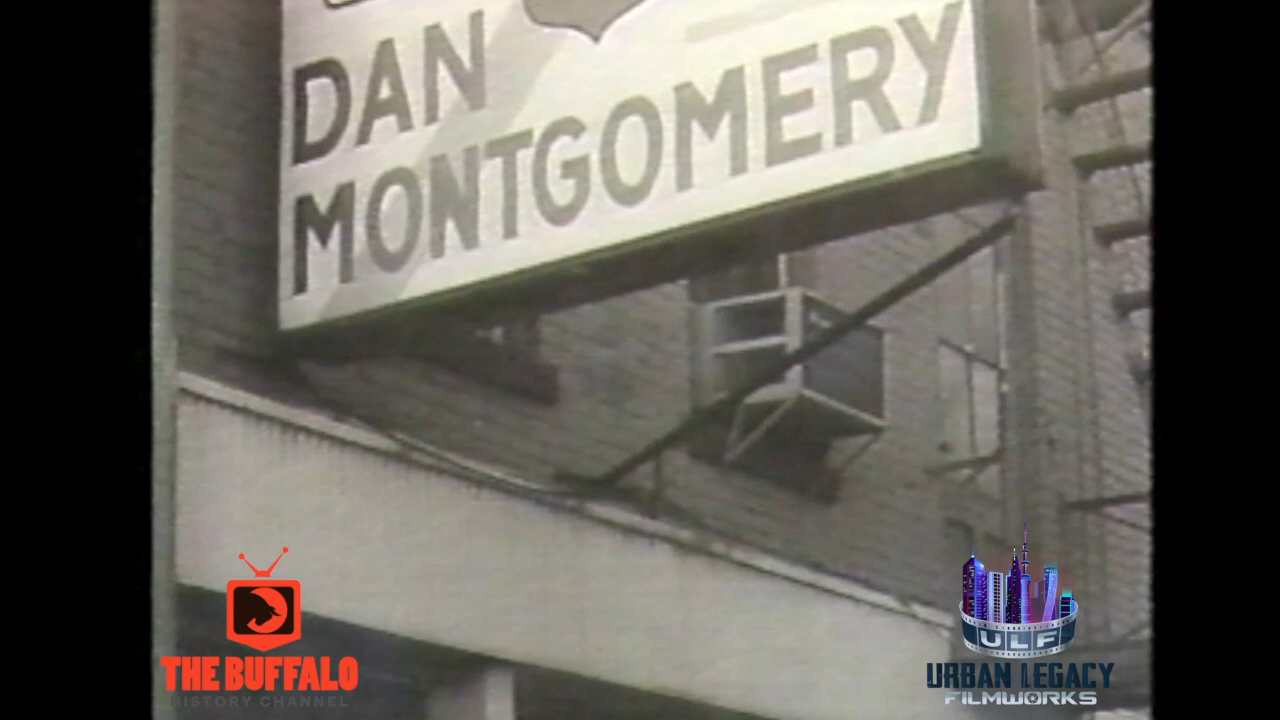 DAN
MONTGOMERY
THE BUFFALO
HISTORY CHANNEL
ULF
URBAN LEGACY
FILMWORKS